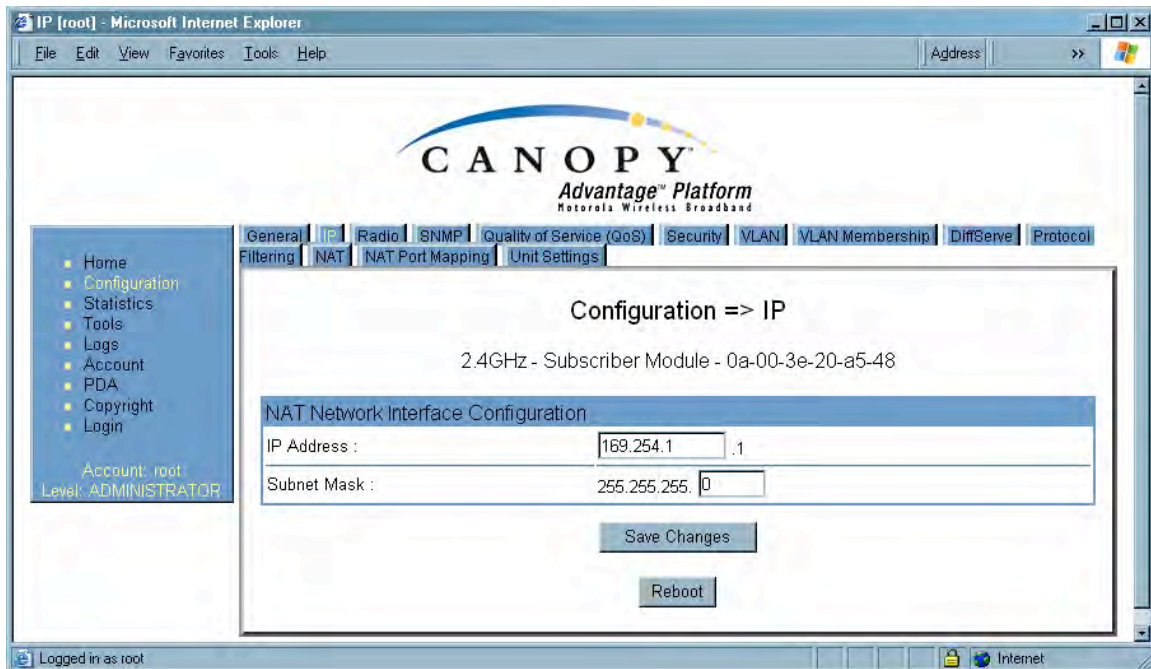 IP [root] - Microsoft Internet Explorer
File Edit View Favorites Tools Help Address >>
CANOPY™
Advantage™ Platform
Motorola Wireless Broadband
General IP Radio SNMP Quality of Service (QoS) Security VLAN VLAN Membership DiffServe Protocol
Filtering NAT NAT Port Mapping Unit Settings
Home
Configuration
Statistics
Tools
Logs
Account
PDA
Copyright
Login
Account: root
Level: ADMINISTRATOR
Configuration => IP
2.4GHz - Subscriber Module - 0a-00-3e-20-a5-48
NAT Network Interface Configuration
IP Address : 169.254.1 .1
Subnet Mask : 255.255.255. 0
Save Changes
Reboot
Logged in as root Internet